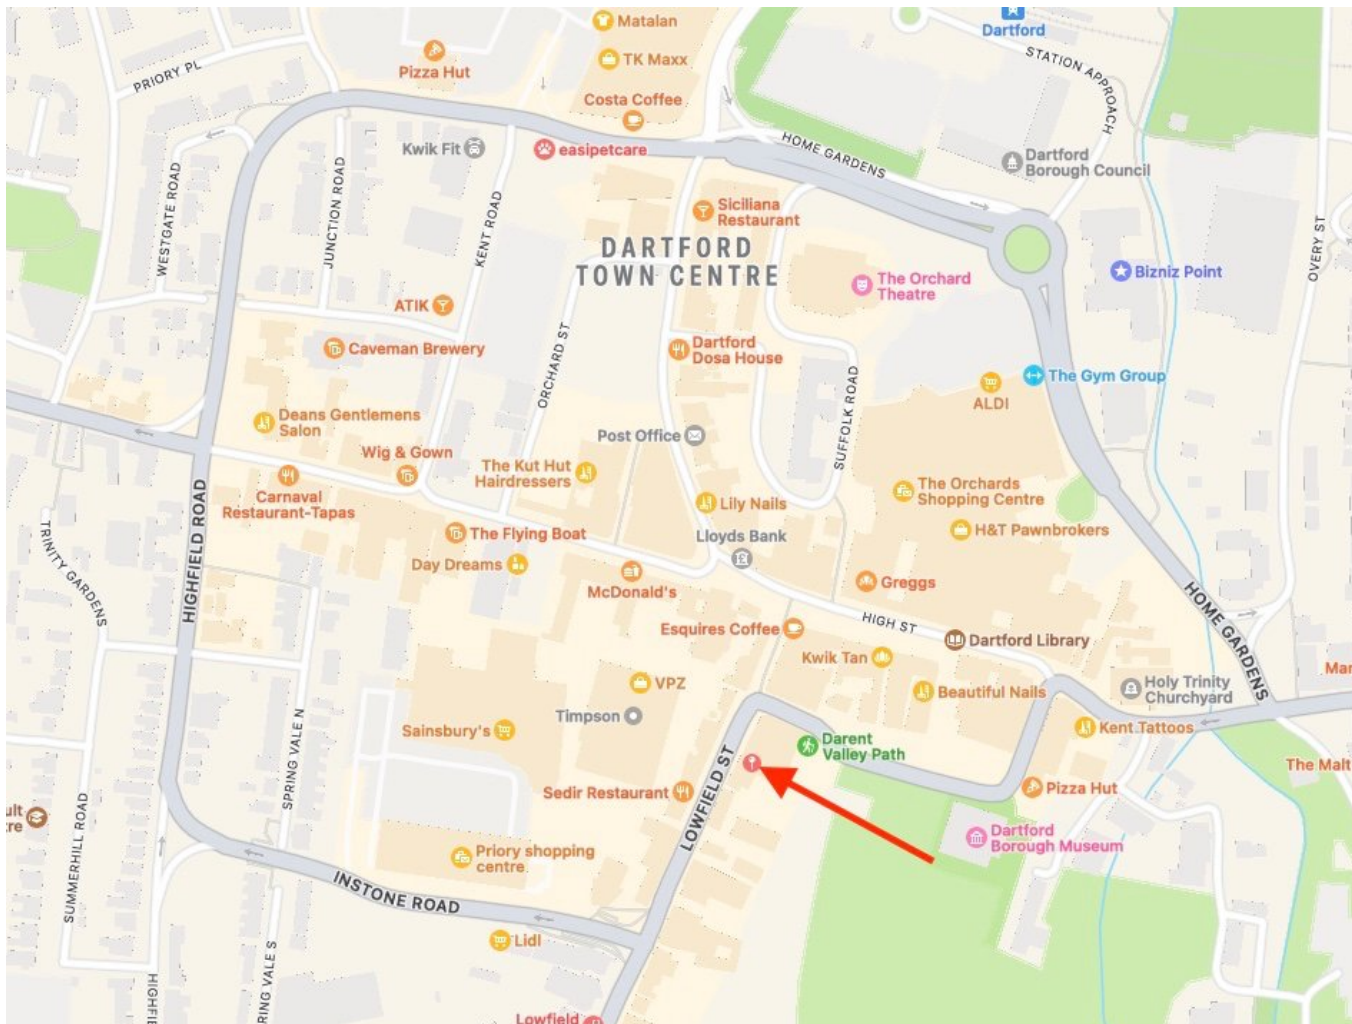 Matalan
Dartford
TK Maxx
Pizza Hut
PRIORY PL
STATION APPROACH
Costa Coffee
HOME GARDENS
Kwik Fit
easipetcare
Dartford
Borough Council
WESTGATE ROAD
JUNCTION ROAD
KENT ROAD
Siciliana
Restaurant
OVERY ST
DARTFORD
TOWN CENTRE
The Orchard
Theatre
Bizniz Point
ATIK
Caveman Brewery
ORCHARD ST
Dartford
Dosa House
The Gym Group
ALDI
SUFFOLK ROAD
Deans Gentlemens
Salon
Post Office
Wig & Gown
The Kut Hut
Hairdressers
Carnaval
Restaurant-Tapas
The Orchards
Shopping Centre
Lily Nails
HIGHFIELD ROAD
TRINITY GARDENS
The Flying Boat
Lloyds Bank
H&T Pawnbrokers
Day Dreams
McDonald's
Greggs
HOME GARDENS
Esquires Coffee
HIGH ST
Dartford Library
Kwik Tan
Mar
VPZ
Beautiful Nails
Holy Trinity
Churchyard
Timpson
Sainsbury's
SPRING VALE N
Kent Tattoos
Darent
Valley Path
LOWFIELD ST
The Malt
Sedir Restaurant
Pizza Hut
ult
re
SUMMERHILL ROAD
Dartford
Borough Museum
Priory shopping
centre
INSTONE ROAD
Lidl
HIGHFIE
RING VALE S
Lowfield